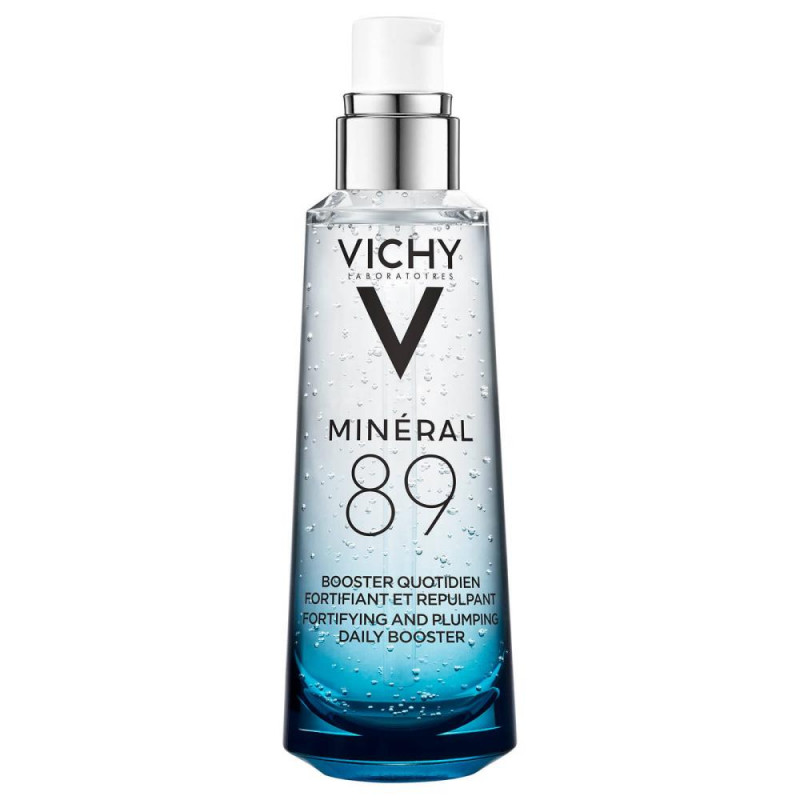 VICHY
LABORATOIRES
V
MINÉRAL
89
BOOSTER QUOTIDIEN
FORTIFIANT ET REPULPANT
FORTIFYING AND PLUMPING
DAILY BOOSTER